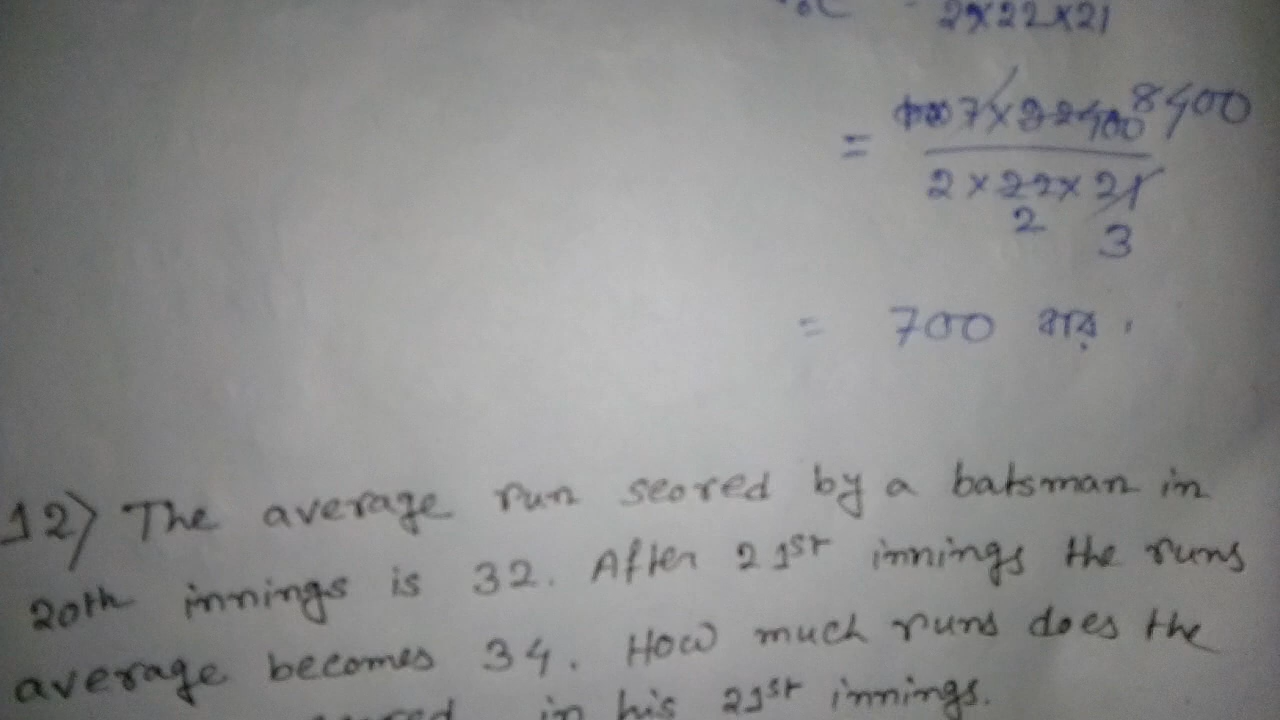 29×22×21
= 7×22400 8400
2×22×21
2
3
= 700
12) The average run scored by a batsman in
20th innings is 32. After 21st innings the runs
average becomes 34. How much runs does the
in his 21st innings.